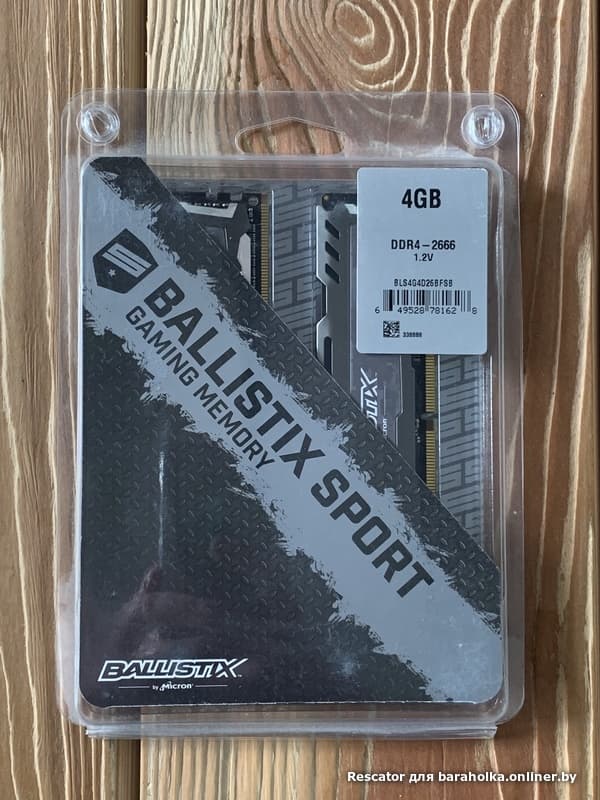 4GB
DDR4-2666
1.2V
BLS4G4D26BFSB
6 49528 78162 8
BALLISTIX SPORT
GAMING MEMORY
BALLISTIX
by Micron
Rescator для baraholka.onliner.by